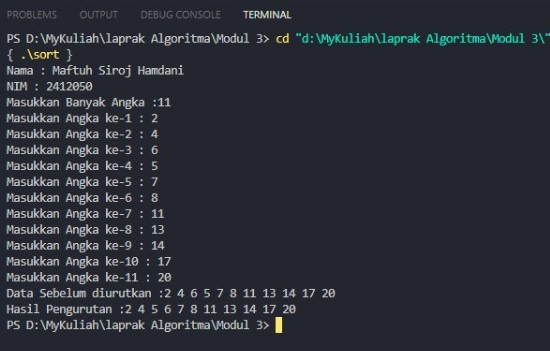 PROBLEMS OUTPUT DEBUG CONSOLE TERMINAL
PS D:\MyKuliah\laprak Algoritma\Modul 3> cd "d:\MyKuliah\laprak Algoritma\Modul 3\"
{ .\sort }
Nama : Maftuh Siroj Hamdani
NIM : 2412050
Masukkan Banyak Angka :11
Masukkan Angka ke-1 : 2
Masukkan Angka ke-2 : 4
Masukkan Angka ke-3 : 6
Masukkan Angka ke-4 : 5
Masukkan Angka ke-5 : 7
Masukkan Angka ke-6 : 8
Masukkan Angka ke-7 : 11
Masukkan Angka ke-8 : 13
Masukkan Angka ke-9 : 14
Masukkan Angka ke-10 : 17
Masukkan Angka ke-11 : 20
Data Sebelum diurutkan :2 4 6 5 7 8 11 13 14 17 20
Hasil Pengurutan :2 4 5 6 7 8 11 13 14 17 20
PS D:\MyKuliah\laprak Algoritma\Modul 3>